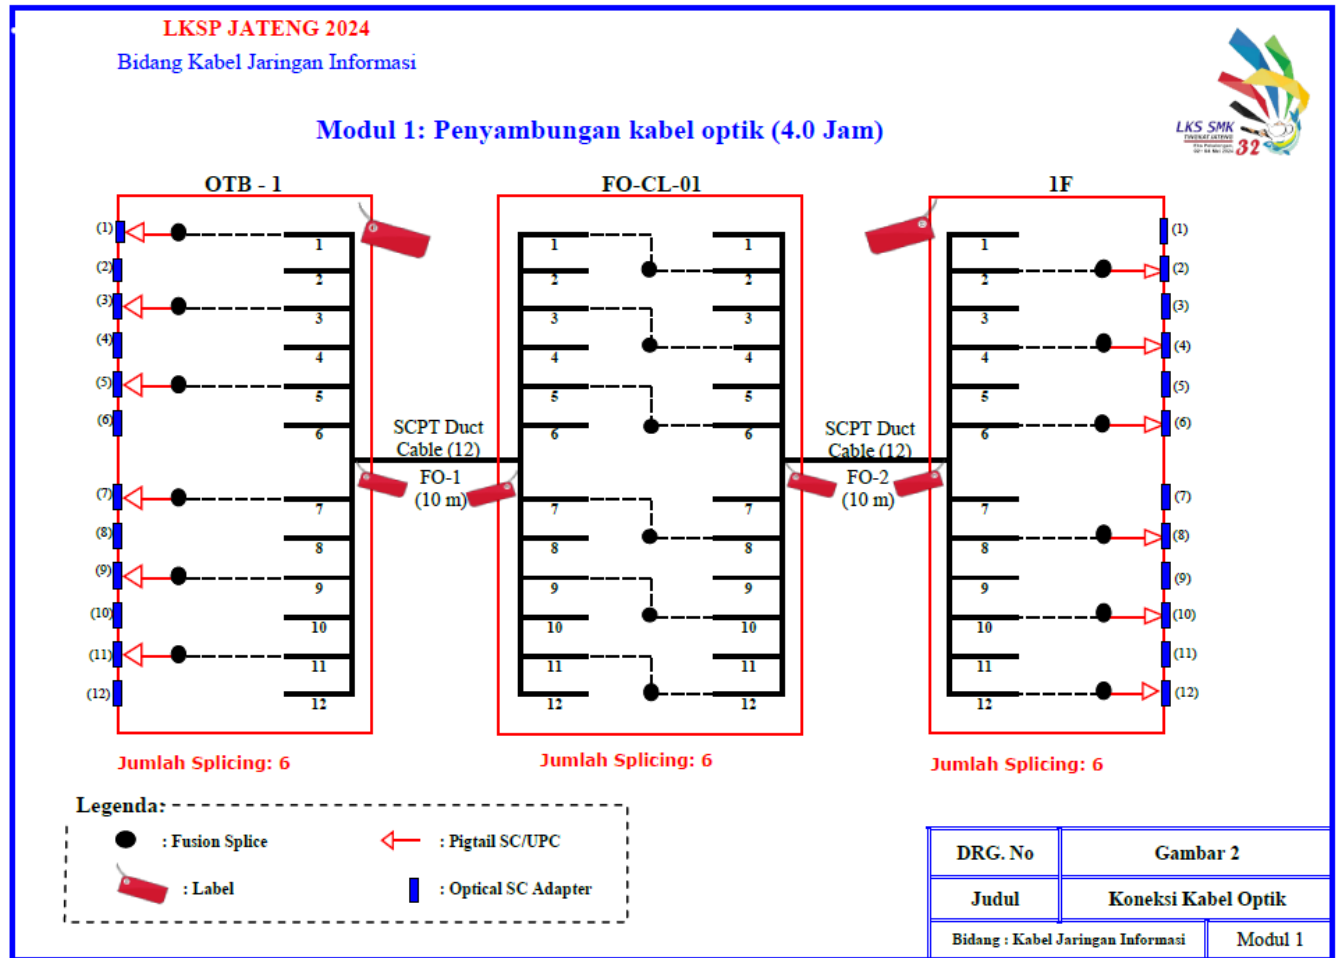 LKSP JATENG 2024
Bidang Kabel Jaringan Informasi
LKS SMK
TINGKAT JATENG
32
Modul 1: Penyambungan kabel optik (4.0 Jam)
OTB - 1
FO-CL-01
1F
(1)
(2)
(3)
(4)
(5)
(6)
(7)
(8)
(9)
(10)
(11)
(12)
1
2
3
4
5
6
7
8
9
10
11
12
SCPT Duct
Cable (12)
FO-1
(10 m)
1
2
3
4
5
6
7
8
9
10
11
12
1
2
3
4
5
6
7
8
9
10
11
12
SCPT Duct
Cable (12)
FO-2
(10 m)
1
2
3
4
5
6
7
8
9
10
11
12
(1)
(2)
(3)
(4)
(5)
(6)
(7)
(8)
(9)
(10)
(11)
(12)
Jumlah Splicing: 6
Jumlah Splicing: 6
Jumlah Splicing: 6
Legenda:
: Fusion Splice
: Pigtail SC/UPC
: Label
: Optical SC Adapter
DRG. No
Gambar 2
Judul
Koneksi Kabel Optik
Bidang : Kabel Jaringan Informasi
Modul 1